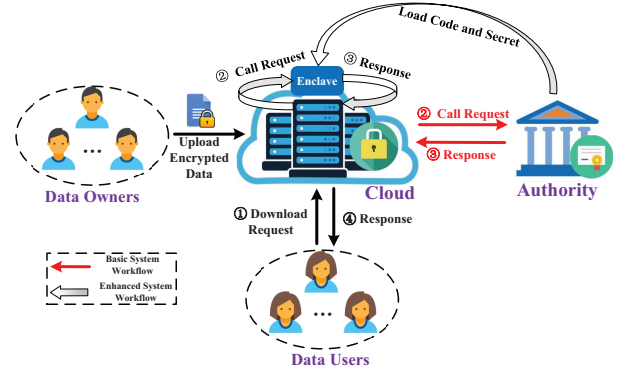 Load Code and Secret
② Call Request
③ Response
Enclave
② Call Request
③ Response
Upload
Encrypted
Data
Cloud
Authority
Data Owners
① Download
Request
④ Response
Basic System
Workflow
Enhanced System
Workflow
...
...
Data Users